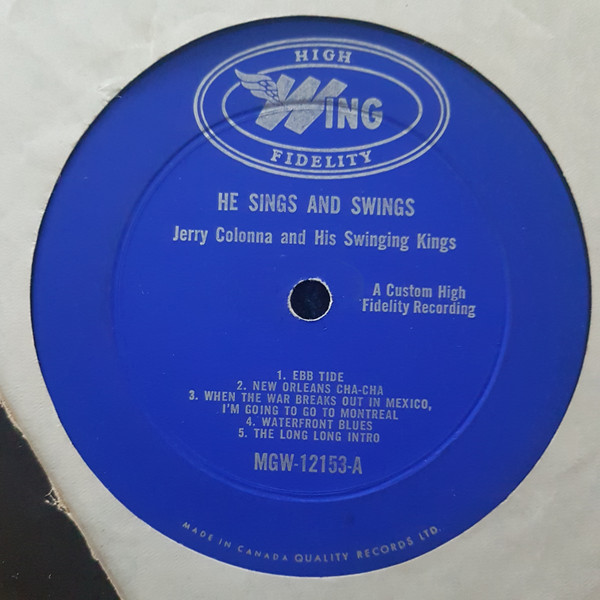 HIGH
WING
FIDELITY
HE SINGS AND SWINGS
Jerry Colonna and His Swinging Kings
A Custom High
Fidelity Recording
1. EBB TIDE
2. NEW ORLEANS CHA-CHA
3. WHEN THE WAR BREAKS OUT IN MEXICO,
I'M GOING TO GO TO MONTREAL
4. WATERFRONT BLUES
5. THE LONG LONG INTRO
MGW-12153-A
MADE IN CANADA QUALITY RECORDS LTD.